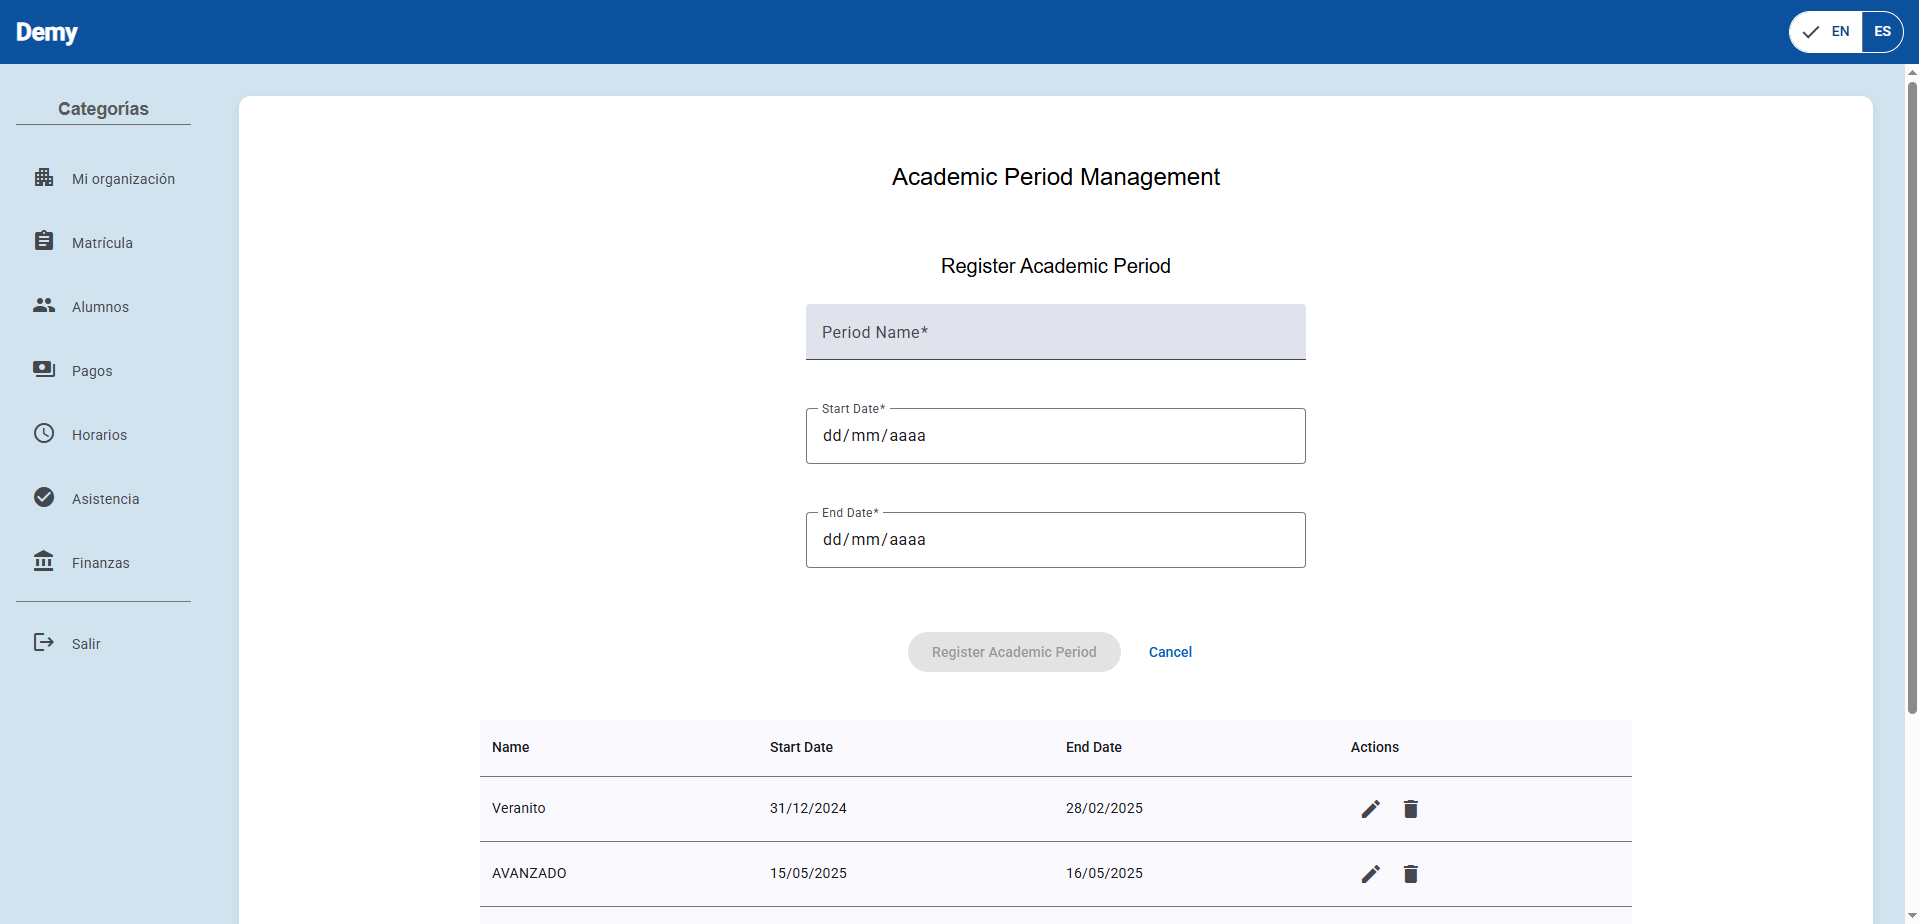 Demy
EN ES
Categorías
Mi organización
Matrícula
Alumnos
Pagos
Horarios
Asistencia
Finanzas
Salir
Academic Period Management
Register Academic Period
Period Name*
Start Date*
dd/mm/aaaa
End Date*
dd/mm/aaaa
Register Academic Period Cancel
Name Start Date End Date Actions
Veranito 31/12/2024 28/02/2025
AVANZADO 15/05/2025 16/05/2025